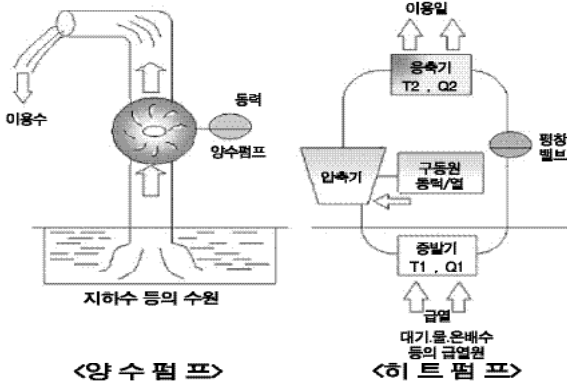 이용수
동력
양수펌프
지하수 등의 수원
<양 수 펌 프>
이용일
응축기
T2 , Q2
팽창
밸브
압축기
구동원
동력/열
증발기
T1 , Q1
급열
대기.물.온배수
등의 급열원
<히 트 펌 프>